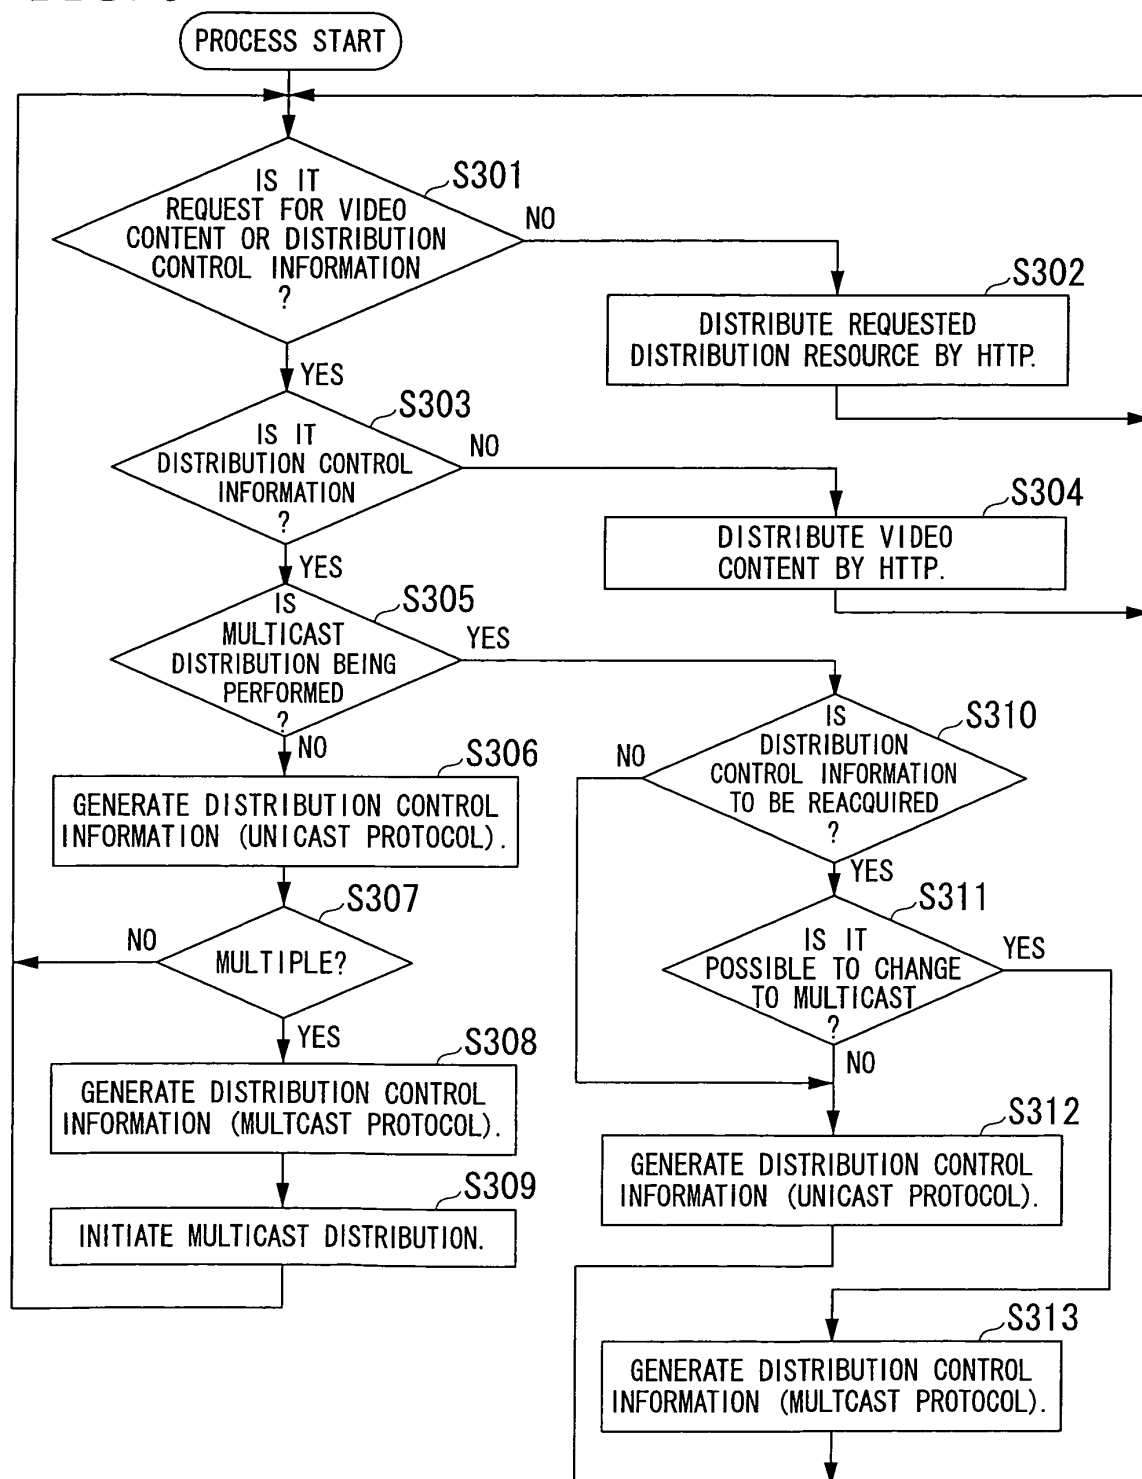 PROCESS START
S301
IS IT
REQUEST FOR VIDEO
CONTENT OR DISTRIBUTION
CONTROL INFORMATION
?
NO
YES
S302
DISTRIBUTE REQUESTED
DISTRIBUTION RESOURCE BY HTTP.
S303
IS IT
DISTRIBUTION CONTROL
INFORMATION
?
NO
YES
S304
DISTRIBUTE VIDEO
CONTENT BY HTTP.
S305
IS
MULTICAST
DISTRIBUTION BEING
PERFORMED
?
YES
NO
S306
GENERATE DISTRIBUTION CONTROL
INFORMATION (UNICAST PROTOCOL).
S307
MULTIPLE?
NO
YES
S308
GENERATE DISTRIBUTION CONTROL
INFORMATION (MULTCAST PROTOCOL).
S309
INITIATE MULTICAST DISTRIBUTION.
S310
IS
DISTRIBUTION
CONTROL INFORMATION
TO BE REACQUIRED
?
NO
YES
S311
IS IT
POSSIBLE TO CHANGE
TO MULTICAST
?
YES
NO
S312
GENERATE DISTRIBUTION CONTROL
INFORMATION (UNICAST PROTOCOL).
S313
GENERATE DISTRIBUTION CONTROL
INFORMATION (MULTCAST PROTOCOL).